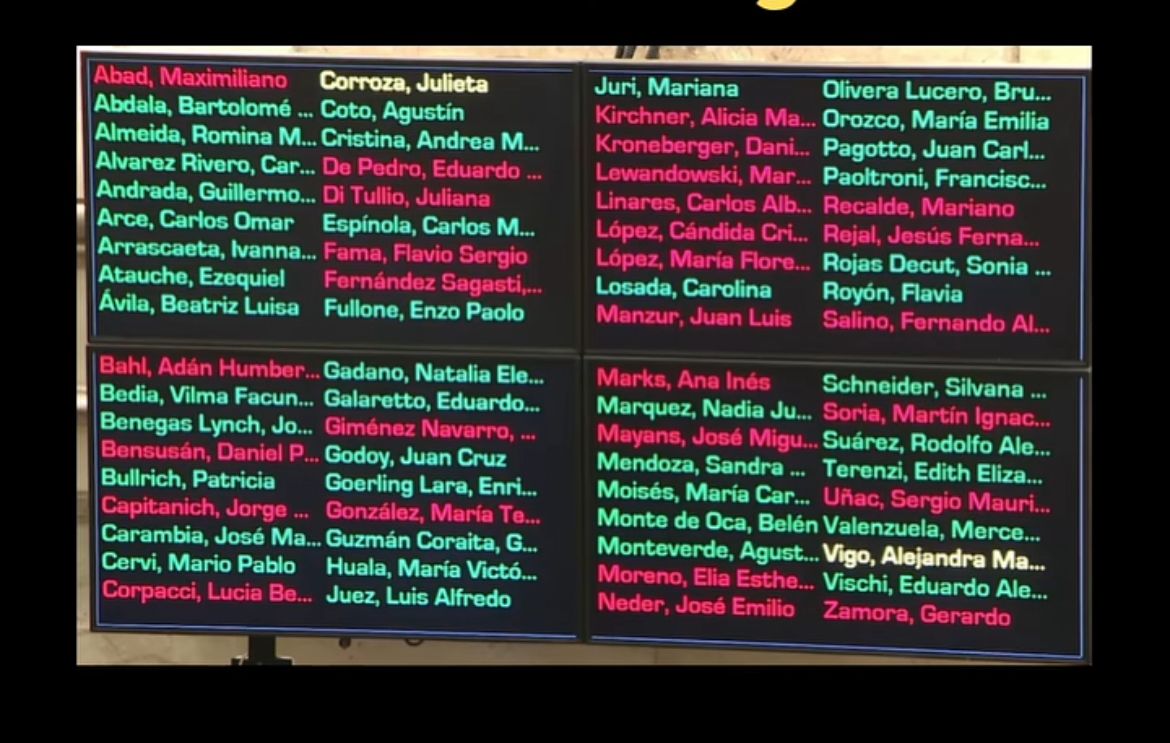 Abad, Maximiliano
Abdala, Bartolomé ...
Almeida, Romina M...
Alvarez Rivero, Car...
Andrada, Guillermo...
Arce, Carlos Omar
Arrascaeta, Ivanna...
Atauche, Ezequiel
Ávila, Beatriz Luisa
Corroza, Julieta
Coto, Agustín
Cristina, Andrea M...
De Pedro, Eduardo ...
Di Tullio, Juliana
Espínola, Carlos M...
Fama, Flavio Sergio
Fernández Sagasti,...
Fullone, Enzo Paolo
Juri, Mariana
Kirchner, Alicia Ma...
Kroneberger, Dani...
Lewandowski, Mar...
Linares, Carlos Alb...
López, Cándida Cri...
López, María Flore...
Losada, Carolina
Manzur, Juan Luis
Olivera Lucero, Bru...
Orozco, María Emilia
Pagotto, Juan Carl...
Paoltroni, Francisc...
Recalde, Mariano
Rejal, Jesús Ferna...
Rojas Decut, Sonia ...
Royón, Flavia
Salino, Fernando Al...
Bahl, Adán Humber...
Bedia, Vilma Facun...
Benegas Lynch, Jo...
Bensusán, Daniel P...
Bullrich, Patricia
Capitanich, Jorge ...
Carambia, José Ma...
Cervi, Mario Pablo
Corpacci, Lucia Be...
Gadano, Natalia Ele...
Galaretto, Eduardo...
Giménez Navarro, ...
Godoy, Juan Cruz
Goerling Lara, Enri...
González, María Te...
Guzmán Coraita, G...
Huala, María Victó...
Juez, Luis Alfredo
Marks, Ana Inés
Marquez, Nadia Ju...
Mayans, José Migu...
Mendoza, Sandra ...
Moisés, María Car...
Monte de Oca, Belén
Monteverde, Agust...
Moreno, Elia Esthe...
Neder, José Emilio
Schneider, Silvana ...
Soria, Martín Ignac...
Suárez, Rodolfo Ale...
Terenzi, Edith Eliza...
Uñac, Sergio Mauri...
Valenzuela, Merce...
Vigo, Alejandra Ma...
Vischi, Eduardo Ale...
Zamora, Gerardo